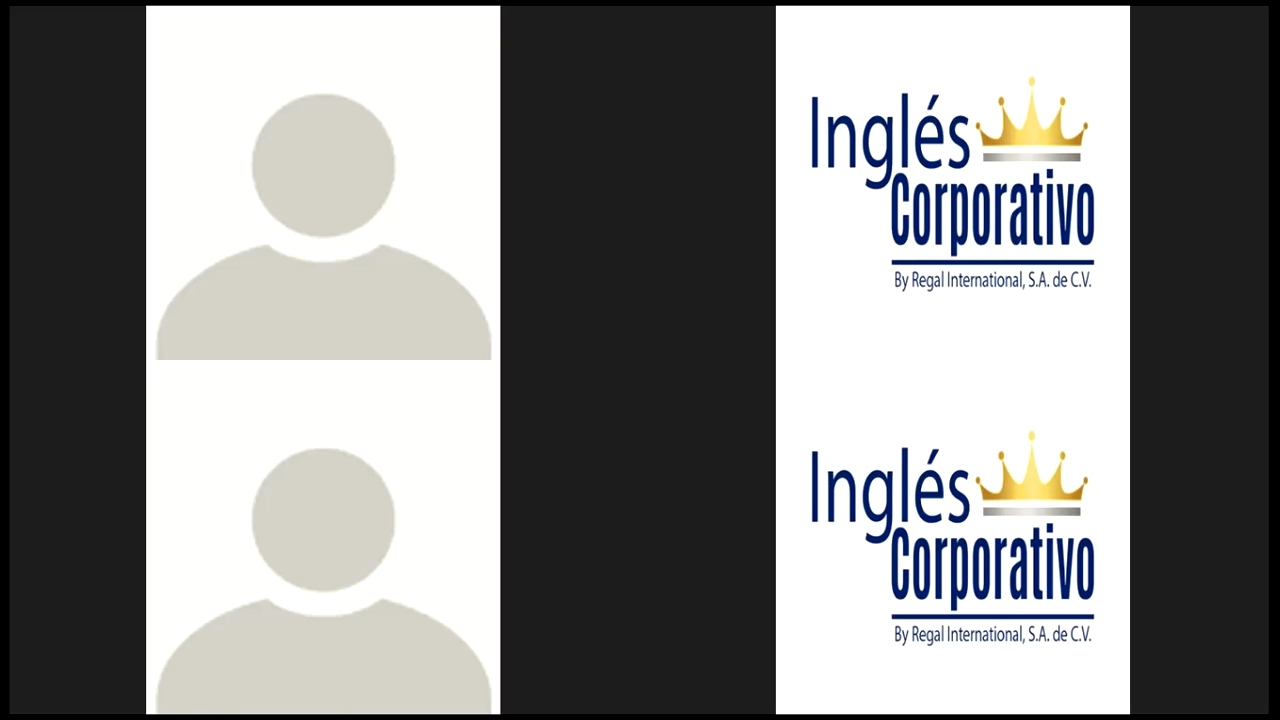 Inglés
Corporativo
By Regal International, S.A. de C.V.
Inglés
Corporativo
By Regal International, S.A. de C.V.